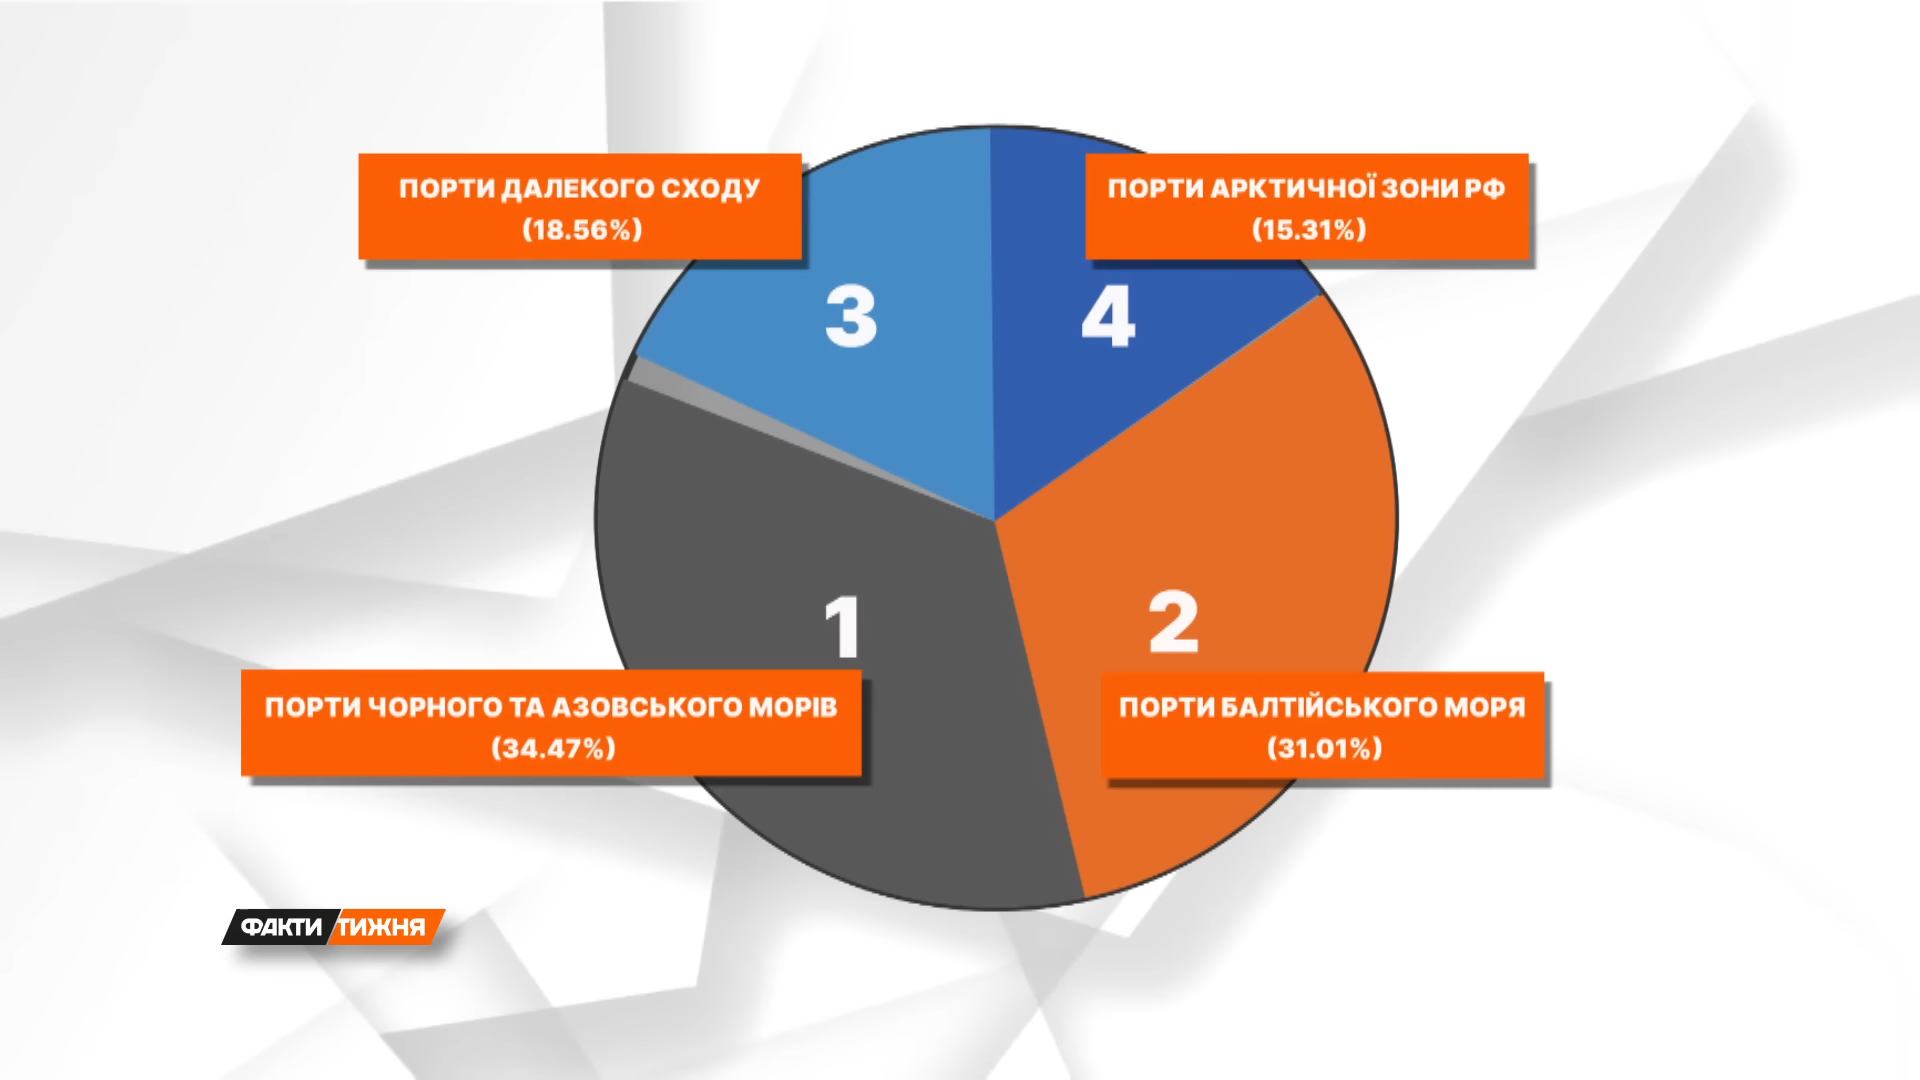 ПОРТИ ДАЛЕКОГО СХОДУ
(18.56%)
ПОРТИ АРКТИЧНОЇ ЗОНИ РФ
(15.31%)
3
4
1
2
ПОРТИ ЧОРНОГО ТА АЗОВСЬКОГО МОРІВ
(34.47%)
ПОРТИ БАЛТІЙСЬКОГО МОРЯ
(31.01%)
ФАКТИ ТИЖНЯ